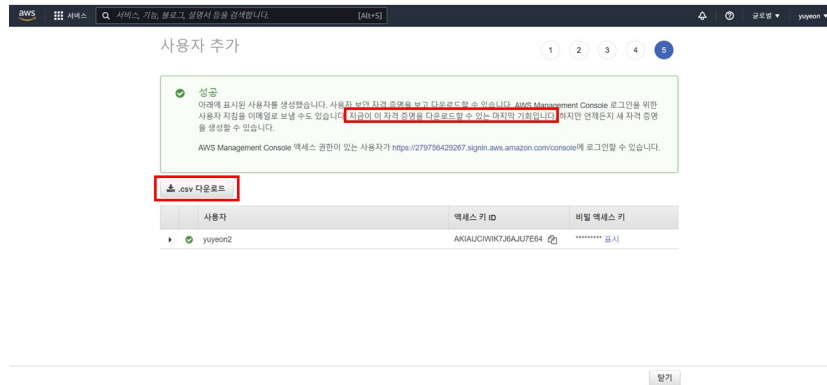 aws 서비스 서비스, 기능, 블로그, 설명서 등을 검색합니다. [Alt+S] 글로벌 yuyeon
사용자 추가 1 2 3 4 5
성공
아래에 표시된 사용자를 생성했습니다. 사용자 보안 자격 증명을 보고 다운로드할 수 있습니다. AWS Management Console 로그인을 위한
사용자 지침을 이메일로 보낼 수도 있습니다. 지금이 이 자격 증명을 다운로드할 수 있는 마지막 기회입니다. 하지만 언제든지 새 자격 증명
을 생성할 수 있습니다.
AWS Management Console 액세스 권한이 있는 사용자가 https://279756429267.signin.aws.amazon.com/console에 로그인할 수 있습니다.
.csv 다운로드
사용자 액세스 키 ID 비밀 액세스 키
yuyeon2 AKIAUCIWIK7J6AJU7E64 ********* 표시
닫기